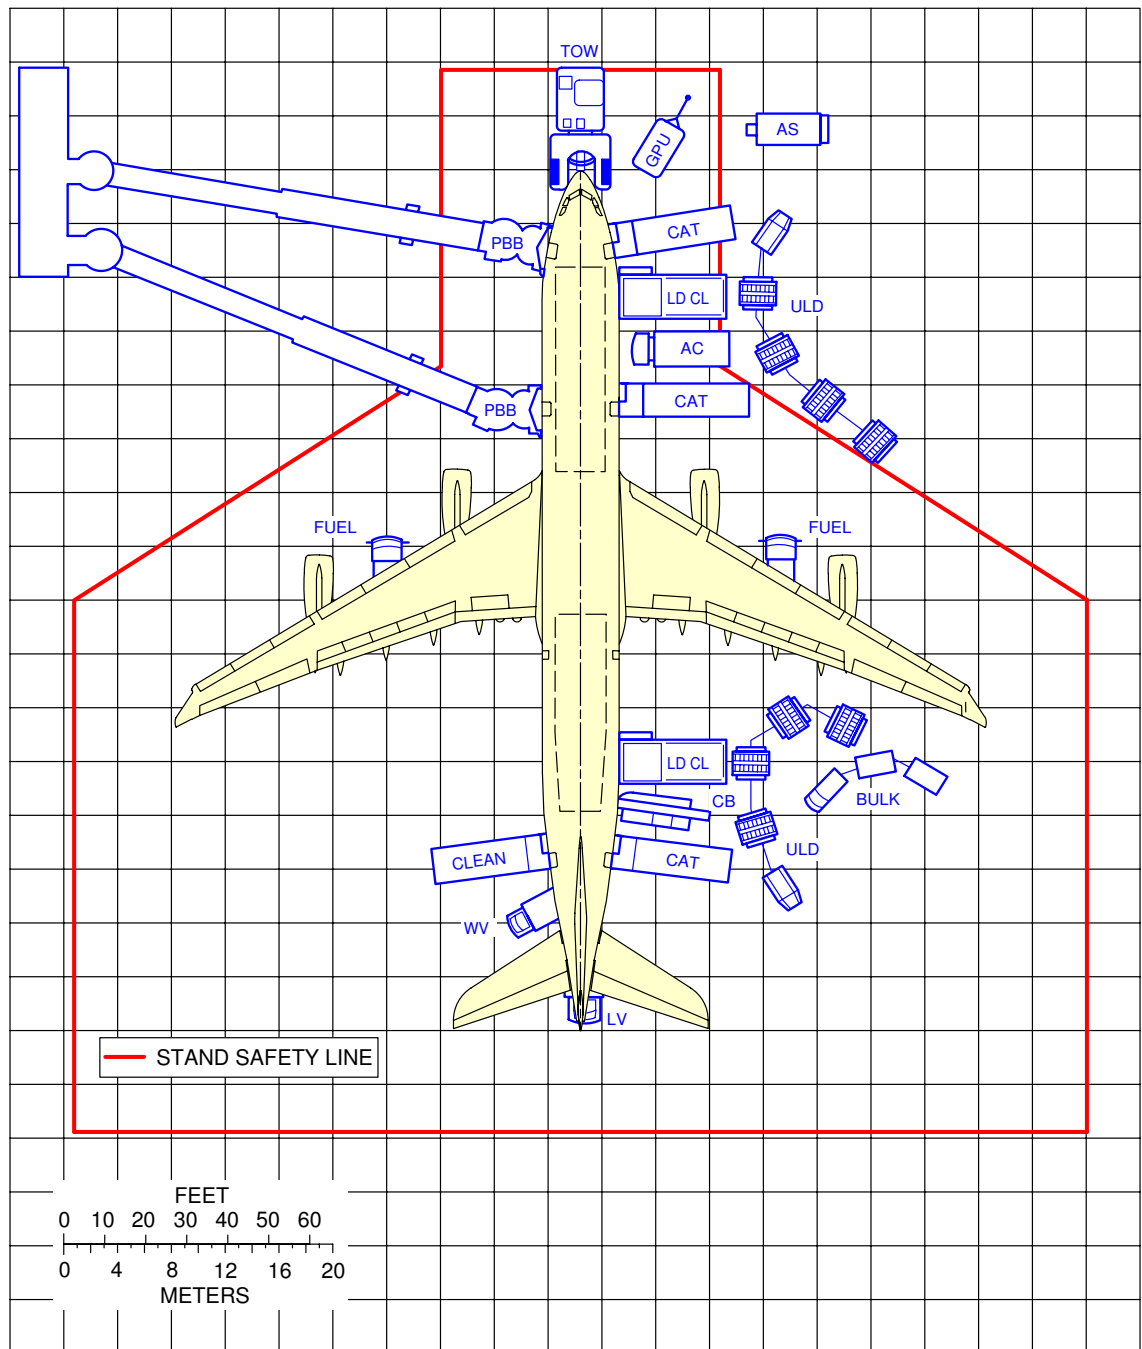 TOW
AS
GPU
CAT
PBB
LD CL
ULD
AC
CAT
PBB
FUEL
FUEL
LD CL
CB
BULK
ULD
CLEAN
CAT
WV
LV
STAND SAFETY LINE
FEET
0 10 20 30 40 50 60
0 4 8 12 16 20
METERS